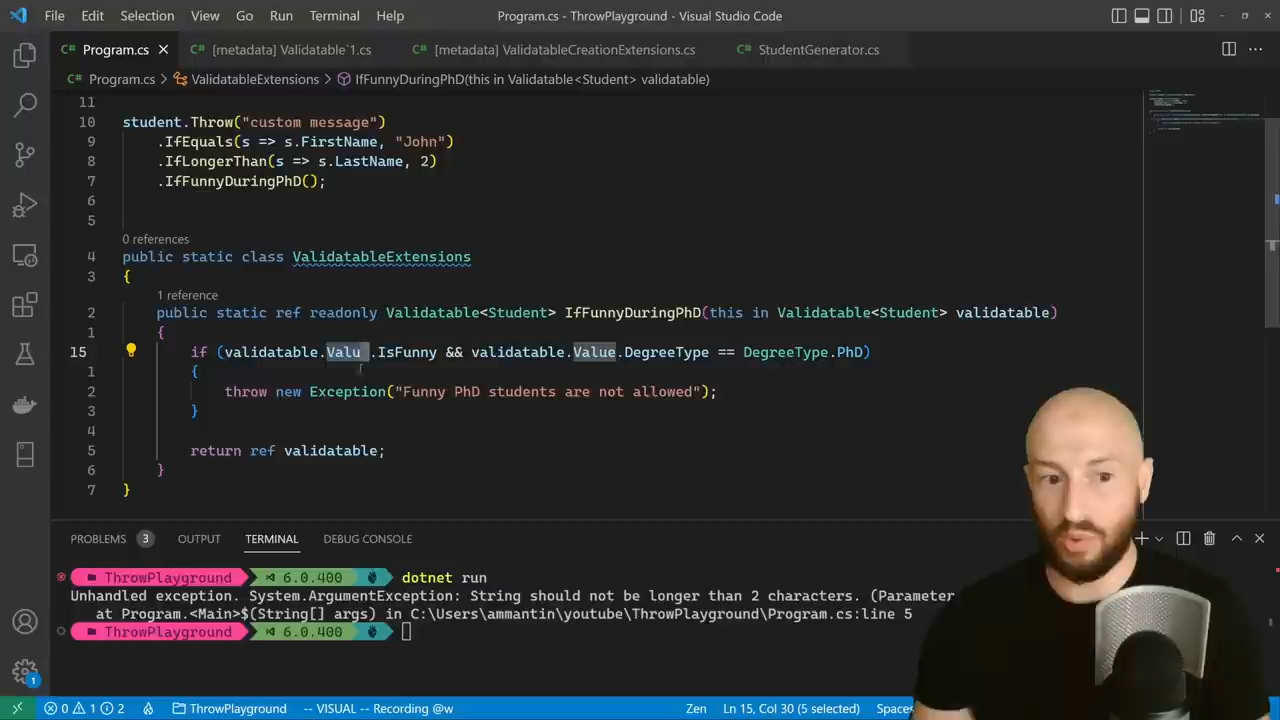 File Edit Selection View Go Run Terminal Help
Program.cs - ThrowPlayground - Visual Studio Code
Program.cs
[metadata] Validatable`1.cs
[metadata] ValidatableCreationExtensions.cs
StudentGenerator.cs
Program.cs > ValidatableExtensions > IfFunnyDuringPhD(this in Validatable<Student> validatable)
11
10 student.Throw("custom message")
9 .IfEquals(s => s.FirstName, "John")
8 .IfLongerThan(s => s.LastName, 2)
7 .IfFunnyDuringPhD();
6
5
0 references
4 public static class ValidatableExtensions
3 {
1 reference
2 public static ref readonly Validatable<Student> IfFunnyDuringPhD(this in Validatable<Student> validatable)
1 {
15 if (validatable.Valu .IsFunny && validatable.Value.DegreeType == DegreeType.PhD)
1 {
2 throw new Exception("Funny PhD students are not allowed");
3 }
4
5 return ref validatable;
6 }
7 }
PROBLEMS 3 OUTPUT TERMINAL DEBUG CONSOLE
ThrowPlayground 6.0.400 dotnet run
Unhandled exception. System.ArgumentException: String should not be longer than 2 characters. (Parameter
at Program.<Main>$(String[] args) in C:\Users\ammantin\youtube\ThrowPlayground\Program.cs:line 5
ThrowPlayground 6.0.400
1
0 1 2 ThrowPlayground -- VISUAL -- Recording @w Zen Ln 15, Col 30 (5 selected) Spaces